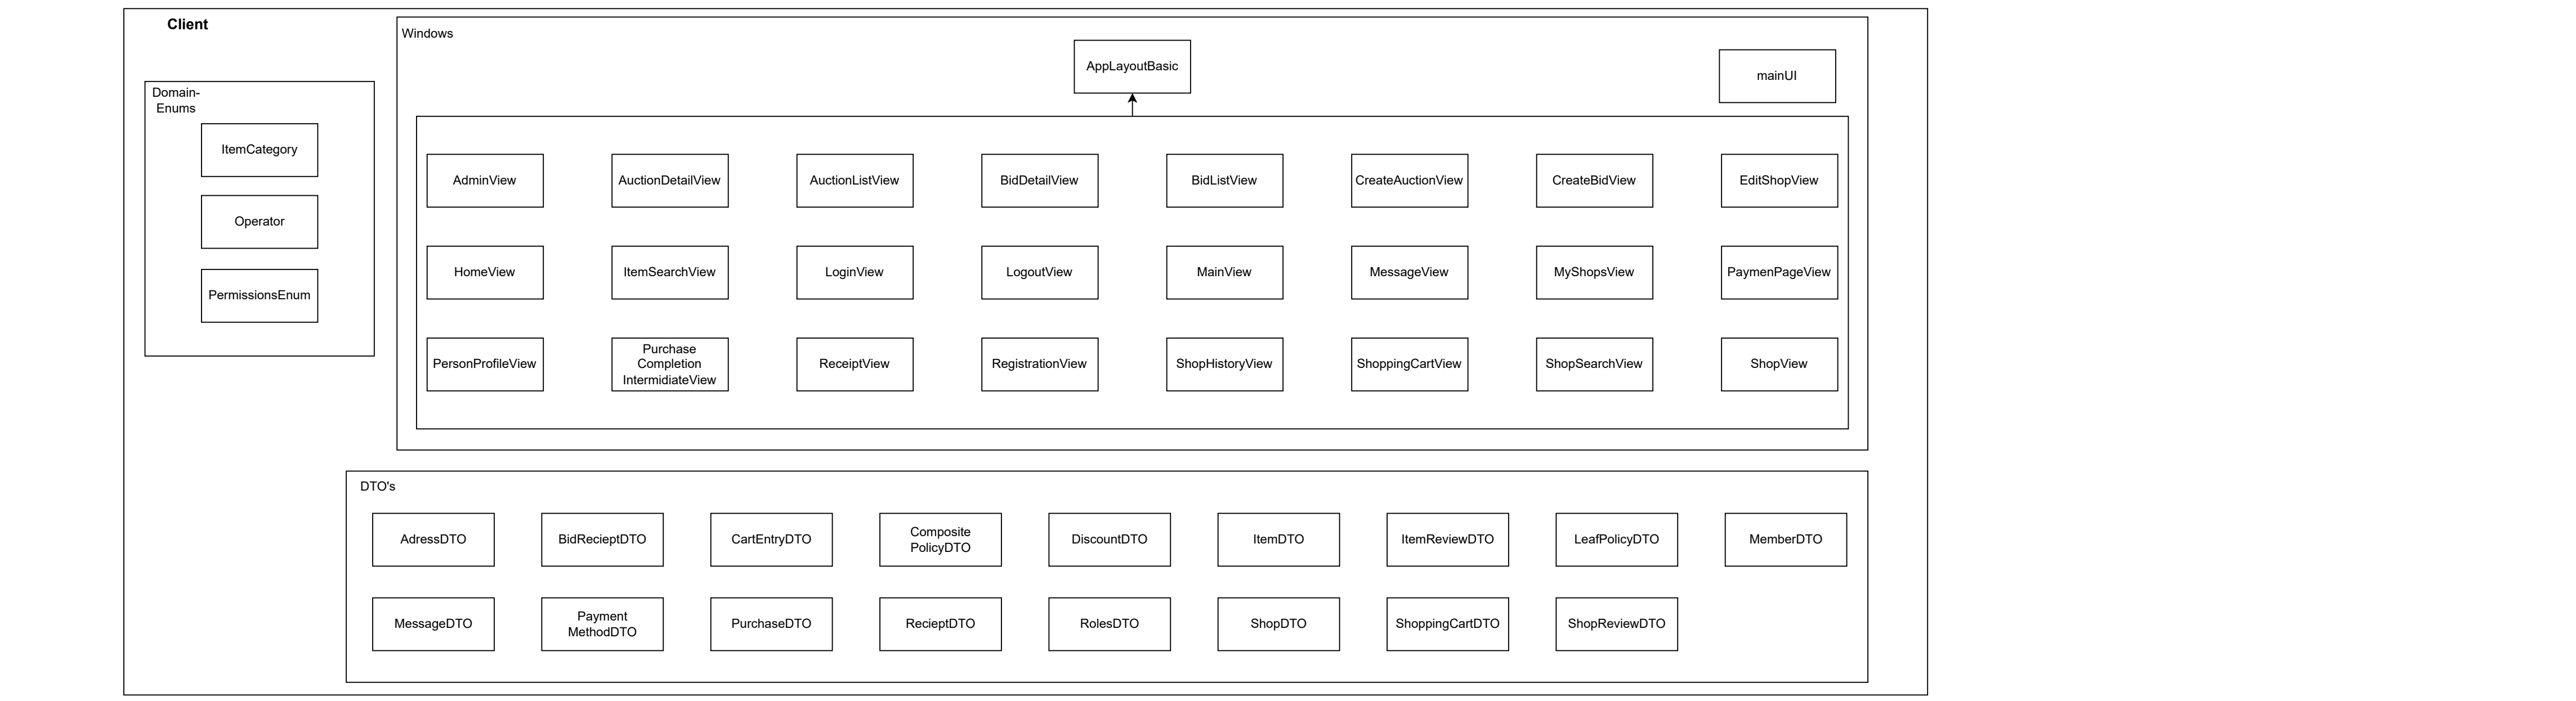 Client
Windows
AppLayoutBasic
mainUI
Domain-
Enums
ItemCategory
Operator
PermissionsEnum
AdminView
AuctionDetailView
AuctionListView
BidDetailView
BidListView
CreateAuctionView
CreateBidView
EditShopView
HomeView
ItemSearchView
LoginView
LogoutView
MainView
MessageView
MyShopsView
PaymenPageView
PersonProfileView
Purchase
Completion
IntermidiateView
ReceiptView
RegistrationView
ShopHistoryView
ShoppingCartView
ShopSearchView
ShopView
DTO's
AdressDTO
BidRecieptDTO
CartEntryDTO
Composite
PolicyDTO
DiscountDTO
ItemDTO
ItemReviewDTO
LeafPolicyDTO
MemberDTO
MessageDTO
Payment
MethodDTO
PurchaseDTO
RecieptDTO
RolesDTO
ShopDTO
ShoppingCartDTO
ShopReviewDTO